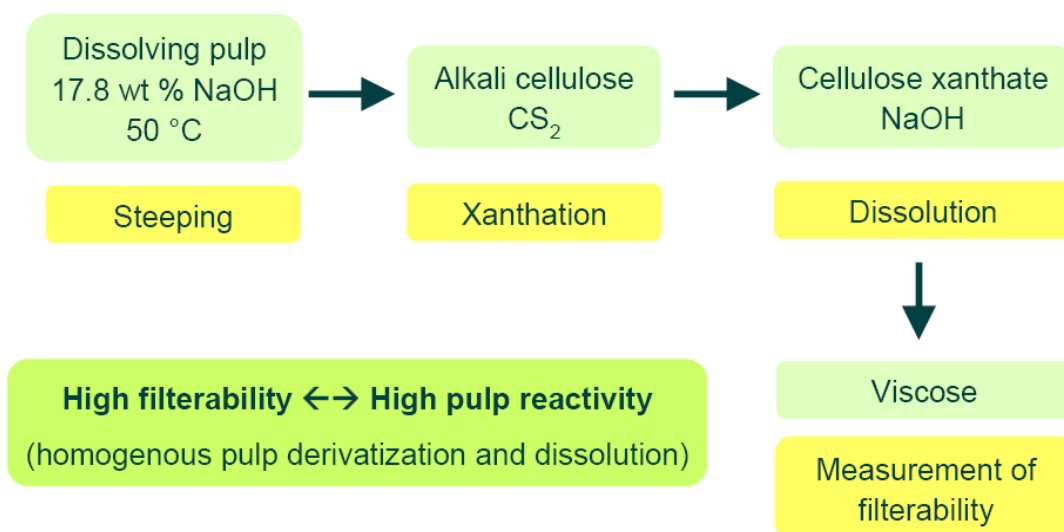 Dissolving pulp
17.8 wt % NaOH
50 °C
Steeping
Alkali cellulose
CS₂
Xanthation
Cellulose xanthate
NaOH
Dissolution
Viscose
Measurement of
filterability
High filterability ←→ High pulp reactivity
(homogenous pulp derivatization and dissolution)